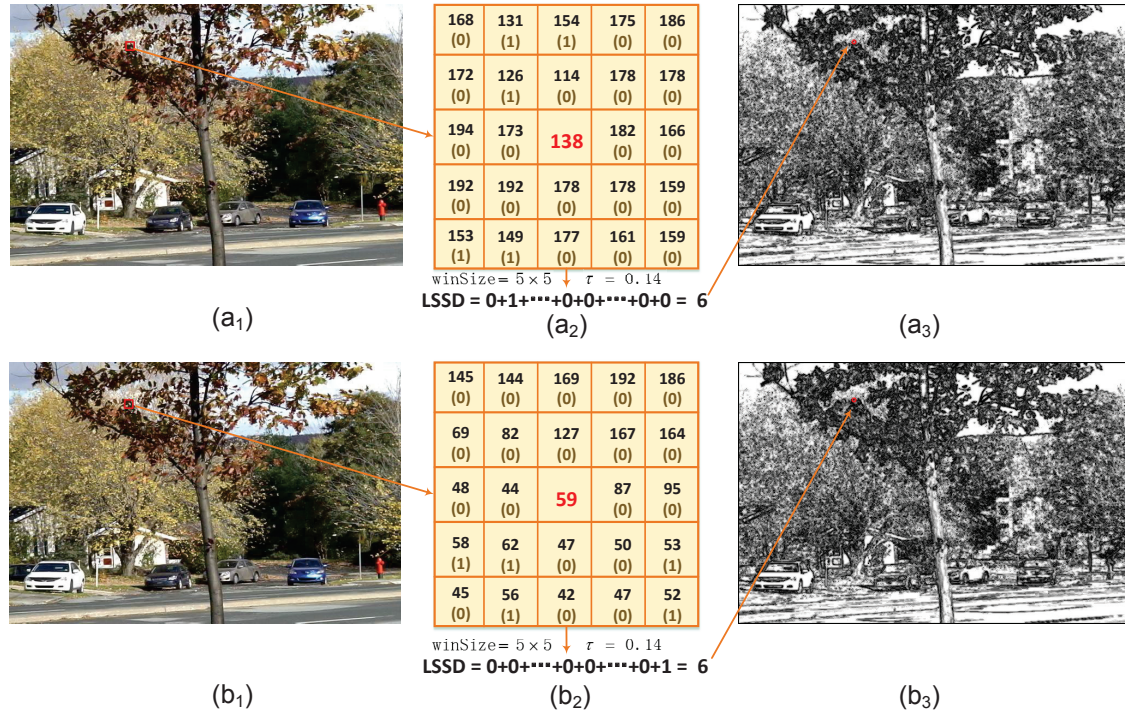 168 131 154 175 186
(0) (1) (1) (0) (0)
172 126 114 178 178
(0) (1) (0) (0) (0)
194 173 138 182 166
(0) (0) (0) (0)
192 192 178 178 159
(0) (0) (0) (0) (0)
153 149 177 161 159
(1) (1) (0) (0) (0)
winSize= 5×5 τ = 0.14
LSSD = 0+1+···+0+0+···+0+0 = 6
(a1) (a2) (a3)
145 144 169 192 186
(0) (0) (0) (0) (0)
69 82 127 167 164
(0) (0) (0) (0) (0)
48 44 59 87 95
(0) (0) (0) (0)
58 62 47 50 53
(1) (1) (0) (0) (1)
45 56 42 47 52
(0) (1) (0) (0) (1)
winSize= 5×5 τ = 0.14
LSSD = 0+0+···+0+0+···+0+1 = 6
(b1) (b2) (b3)